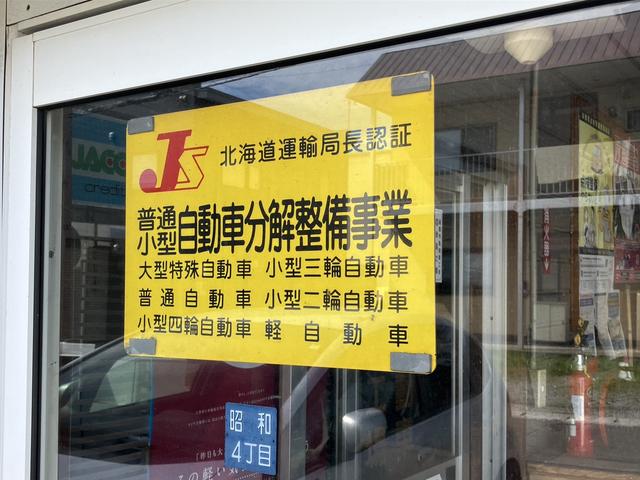 JS 北海道運輸局長認証
普通
小型 自動車分解整備事業
大型特殊自動車 小型三輪自動車
普通自動車 小型二輪自動車
小型四輪自動車 軽自動車
JACC
credit
昭和
4丁目